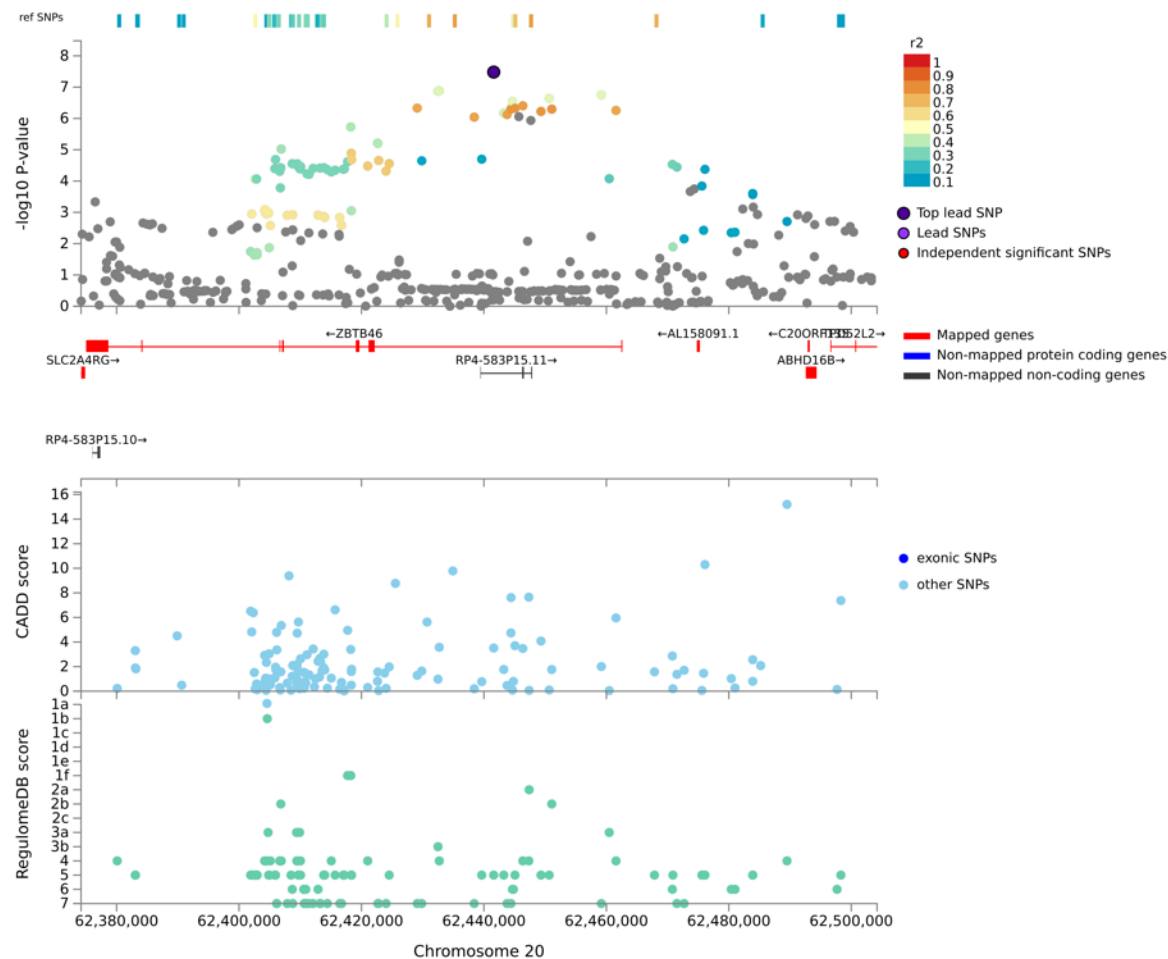 ref SNPs
8
7
6
5
4
3
2
1
0
-log10 P-value
r2
1
0.9
0.8
0.7
0.6
0.5
0.4
0.3
0.2
0.1
Top lead SNP
Lead SNPs
Independent significant SNPs
←ZBTB46
←AL158091.1
TPD52L2→
SLC2A4RG→
RP4-583P15.11→
ABHD16B→
Mapped genes
Non-mapped protein coding genes
Non-mapped non-coding genes
RP4-583P15.10→
16
14
12
10
8
6
4
2
0
CADD score
exonic SNPs
other SNPs
1a
1b
1c
1d
1e
1f
2a
2b
2c
3a
3b
4
5
6
7
RegulomeDB score
62,380,000 62,400,000 62,420,000 62,440,000 62,460,000 62,480,000 62,500,000
Chromosome 20